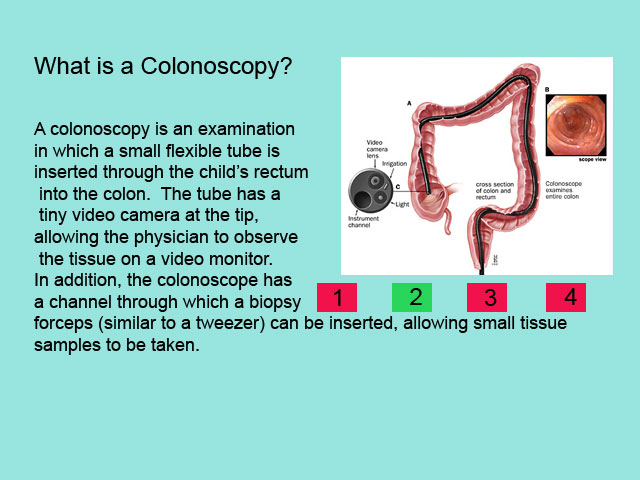 What is a Colonoscopy?
A colonoscopy is an examination
in which a small flexible tube is
inserted through the child's rectum
into the colon. The tube has a
tiny video camera at the tip,
allowing the physician to observe
the tissue on a video monitor.
In addition, the colonoscope has
a channel through which a biopsy
forceps (similar to a tweezer) can be inserted, allowing small tissue
samples to be taken.
A
B
Video
camera
lens
Irrigation
C
Light
Instrument
channel
cross section
of colon and
rectum
scope view
Colonoscope
examines
entire colon
1
2
3
4